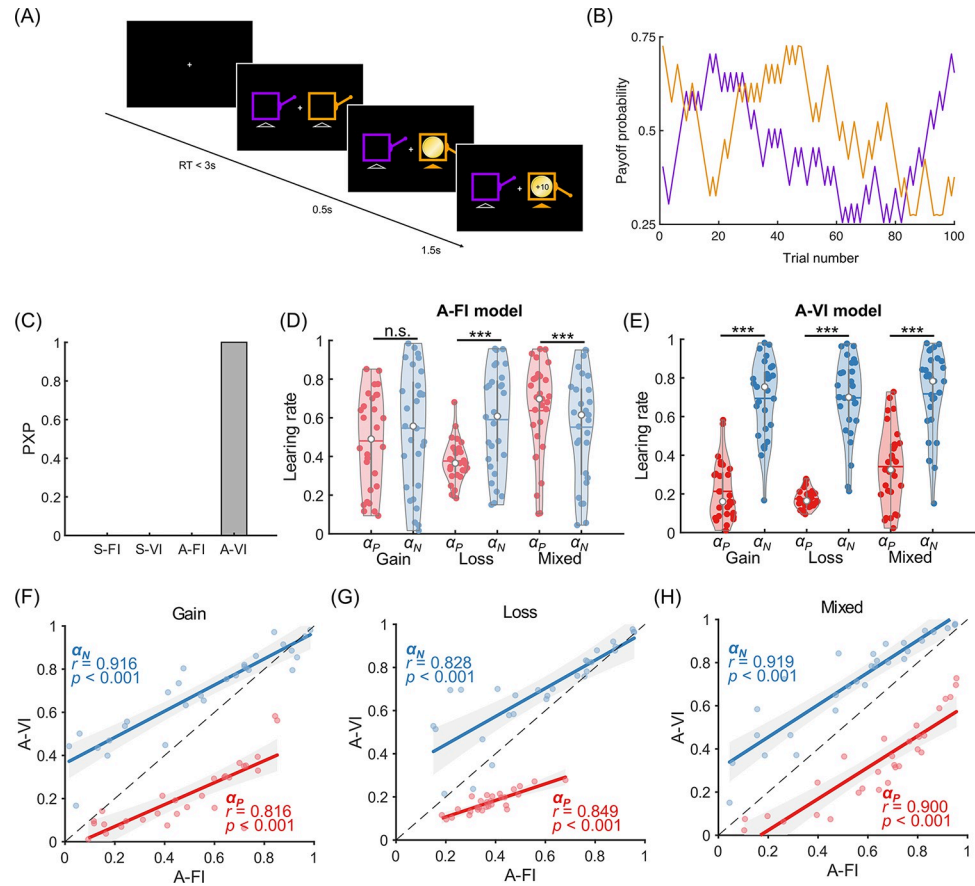 (A)
+
+
+
+
+10
RT < 3s
0.5s
1.5s
(B)
Payoff probability
0.75
0.5
0.25
0
20
40
60
80
100
Trial number
(C)
PXP
1
0.8
0.6
0.4
0.2
0
S-FI
S-VI
A-FI
A-VI
(D)
A-FI model
n.s.
***
***
Learing rate
1
0.8
0.6
0.4
0.2
0
αP αN αP αN αP αN
Gain Loss Mixed
(E)
A-VI model
***
***
***
Learing rate
1
0.8
0.6
0.4
0.2
0
αP αN αP αN αP αN
Gain Loss Mixed
(F)
Gain
αN
r = 0.916
p < 0.001
αP
r = 0.816
p < 0.001
A-VI
1
0.8
0.6
0.4
0.2
0
0 0.2 0.4 0.6 0.8 1
A-FI
(G)
Loss
αN
r = 0.828
p < 0.001
αP
r = 0.849
p < 0.001
A-VI
1
0.8
0.6
0.4
0.2
0
0 0.2 0.4 0.6 0.8 1
A-FI
(H)
Mixed
αN
r = 0.919
p < 0.001
αP
r = 0.900
p < 0.001
A-VI
1
0.8
0.6
0.4
0.2
0
0 0.2 0.4 0.6 0.8 1
A-FI